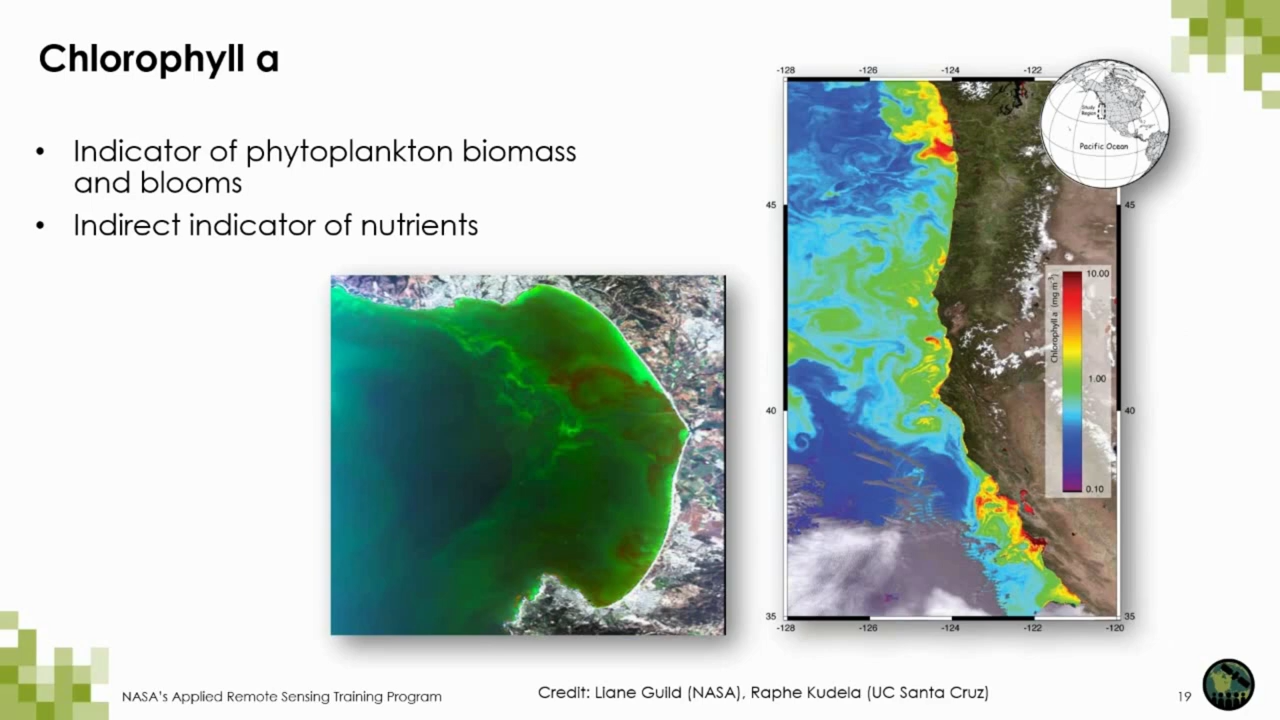 Chlorophyll a
• Indicator of phytoplankton biomass
and blooms
• Indirect indicator of nutrients
-128 -126 -124 -122
Study
Region
Pacific Ocean
45 45
10.00
Chlorophyll a (mg m⁻³)
1.00
40 40
0.10
35 35
-128 -126 -124 -122 -120
NASA's Applied Remote Sensing Training Program
Credit: Liane Guild (NASA), Raphe Kudela (UC Santa Cruz)
19